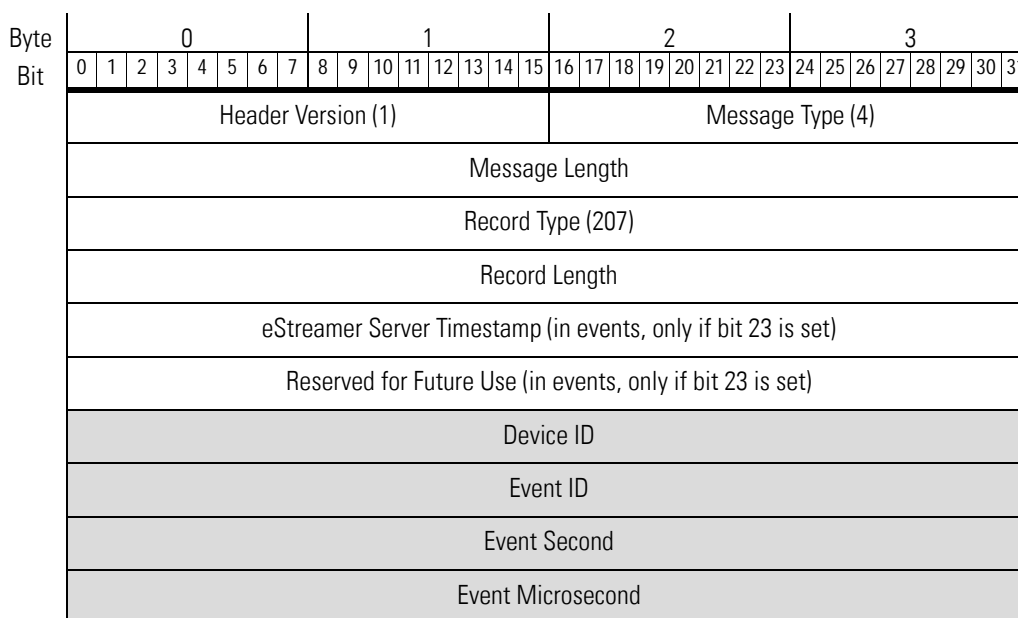 Byte 0 1 2 3
Bit 0 1 2 3 4 5 6 7 8 9 10 11 12 13 14 15 16 17 18 19 20 21 22 23 24 25 26 27 28 29 30 31
Header Version (1) Message Type (4)
Message Length
Record Type (207)
Record Length
eStreamer Server Timestamp (in events, only if bit 23 is set)
Reserved for Future Use (in events, only if bit 23 is set)
Device ID
Event ID
Event Second
Event Microsecond